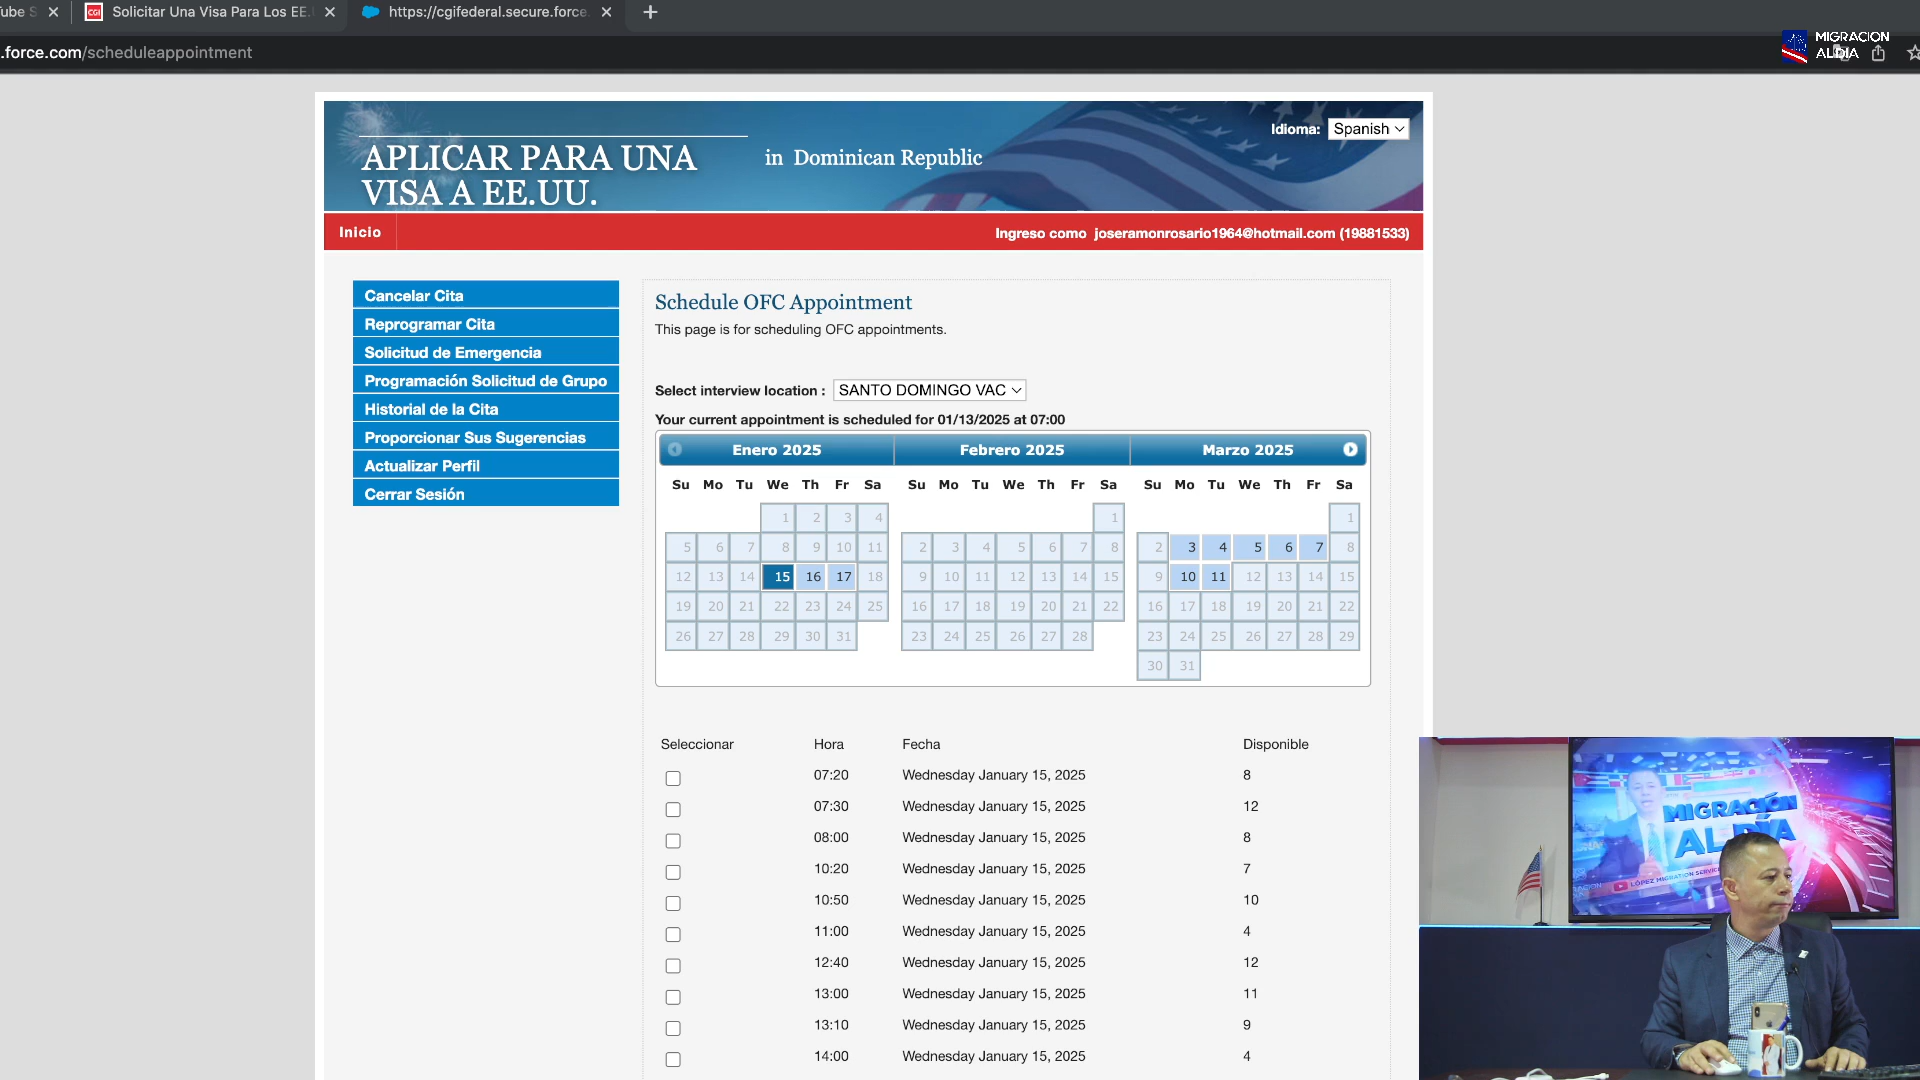 Tube S
Solicitar Una Visa Para Los EE.
https://cgifederal.secure.force.
.force.com/scheduleappointment
MIGRACION
ALDIA
Idioma: Spanish
APLICAR PARA UNA
VISA A EE.UU.
in Dominican Republic
Inicio
Ingreso como joseramonrosario1964@hotmail.com (19881533)
Cancelar Cita
Reprogramar Cita
Solicitud de Emergencia
Programación Solicitud de Grupo
Historial de la Cita
Proporcionar Sus Sugerencias
Actualizar Perfil
Cerrar Sesión
Schedule OFC Appointment
This page is for scheduling OFC appointments.
Select interview location : SANTO DOMINGO VAC
Your current appointment is scheduled for 01/13/2025 at 07:00
Enero 2025
Su Mo Tu We Th Fr Sa
1 2 3 4
5 6 7 8 9 10 11
12 13 14 15 16 17 18
19 20 21 22 23 24 25
26 27 28 29 30 31
Febrero 2025
Su Mo Tu We Th Fr Sa
1
2 3 4 5 6 7 8
9 10 11 12 13 14 15
16 17 18 19 20 21 22
23 24 25 26 27 28
Marzo 2025
Su Mo Tu We Th Fr Sa
1
2 3 4 5 6 7 8
9 10 11 12 13 14 15
16 17 18 19 20 21 22
23 24 25 26 27 28 29
30 31
Seleccionar Hora Fecha Disponible
07:20 Wednesday January 15, 2025 8
07:30 Wednesday January 15, 2025 12
08:00 Wednesday January 15, 2025 8
10:20 Wednesday January 15, 2025 7
10:50 Wednesday January 15, 2025 10
11:00 Wednesday January 15, 2025 4
12:40 Wednesday January 15, 2025 12
13:00 Wednesday January 15, 2025 11
13:10 Wednesday January 15, 2025 9
14:00 Wednesday January 15, 2025 4
MIGRACIÓN
AL DÍA
LÓPEZ MIGRATION